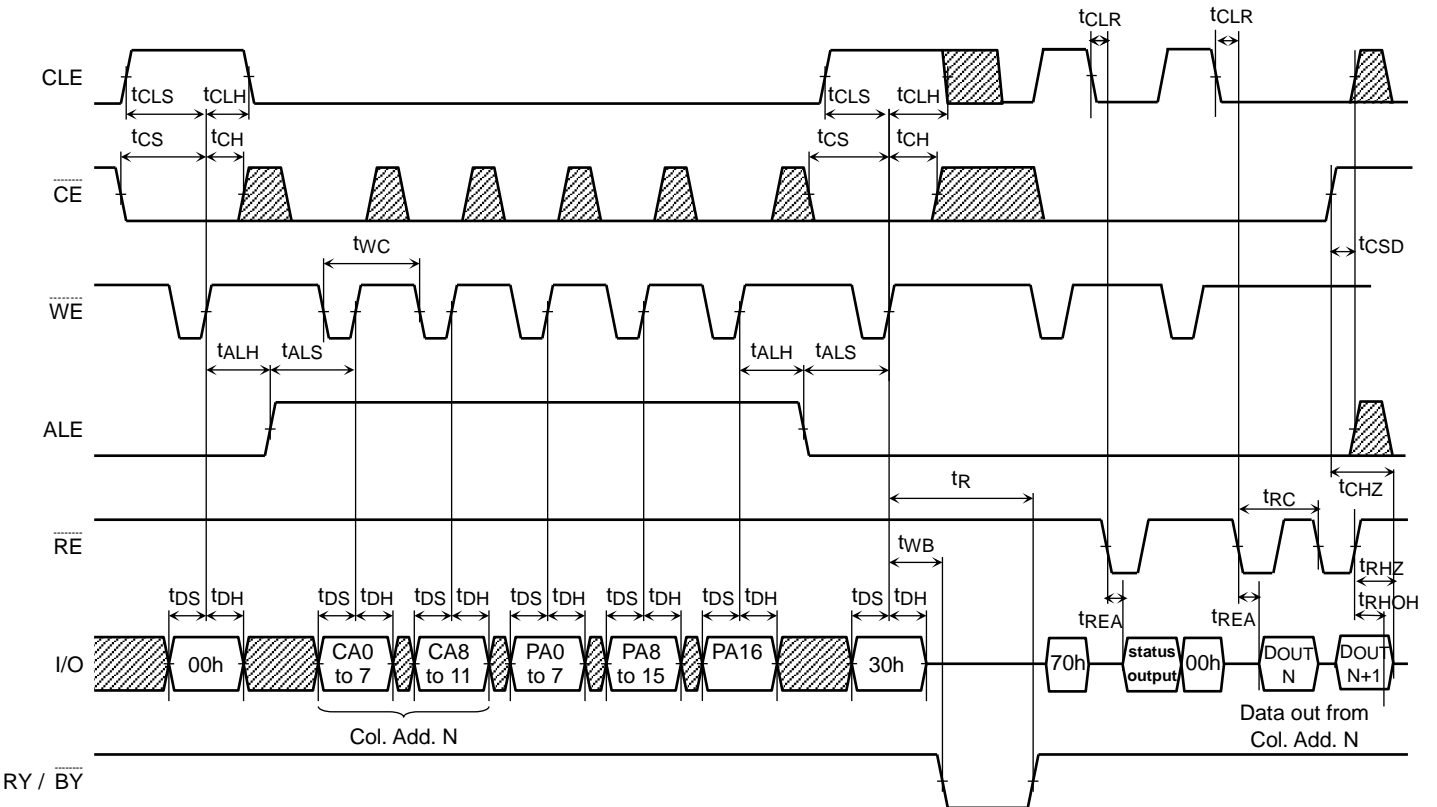 tCLR tCLR
CLE
tCLS tCLH tCLS tCLH
tCS tCH tCS tCH
CE
tWC tCSD
WE
tALH tALS tALH tALS
ALE
tR tCHZ
tRC
RE
tWB
tRHZ
tDS tDH tDS tDH tDS tDH tDS tDH tDS tDH tDS tDH tDS tDH
tREA tREA tRHOH
I/O 00h CA0 to 7 CA8 to 11 PA0 to 7 PA8 to 15 PA16 30h 70h status output 00h DOUT N DOUT N+1
Col. Add. N
Data out from
Col. Add. N
RY / BY